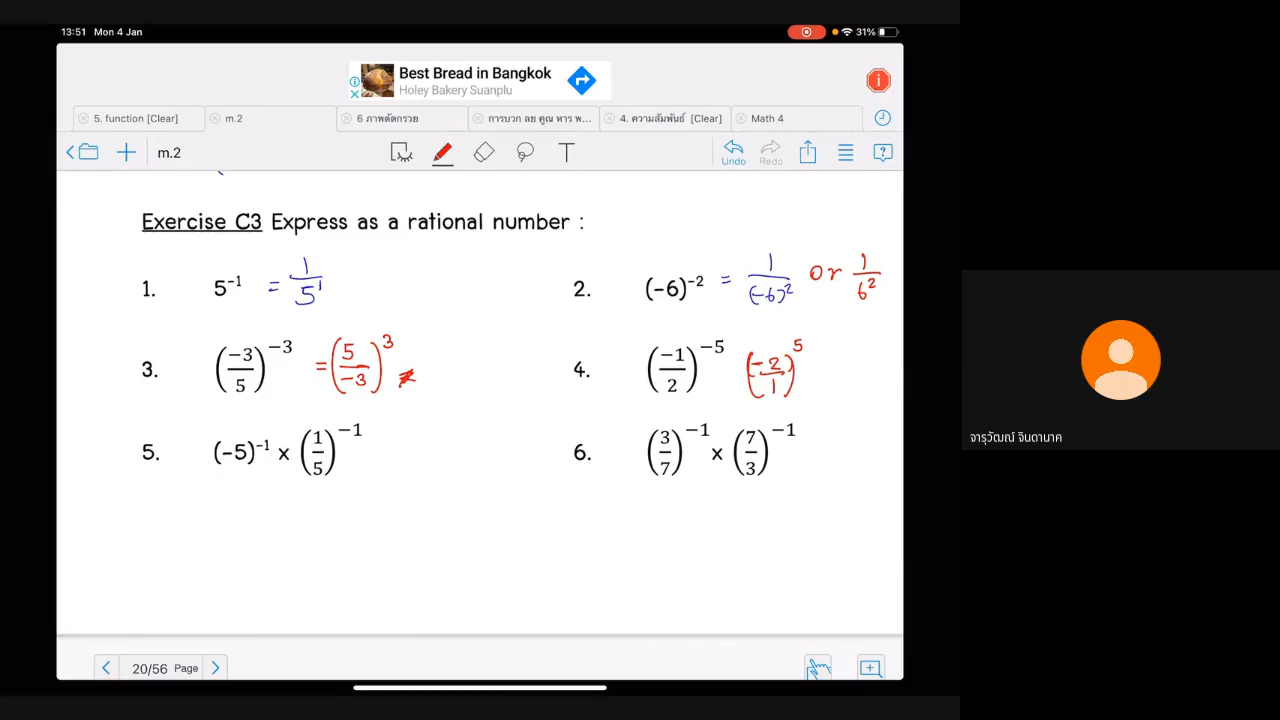 13:51 Mon 4 Jan 31%
Best Bread in Bangkok
Holey Bakery Suanplu
5. function [Clear] m.2 6 ภาพตัดกรวย การบวก ลย คูณ หาร พ... 4. ความสัมพันธ์ [Clear] Math 4
m.2 T Undo Redo
Exercise C3 Express as a rational number :
1. 5⁻¹ = 1/5¹
2. (-6)⁻² = 1/(-6)² or 1/6²
3. (-3/5)⁻³ = (5/-3)³
4. (-1/2)⁻⁵ (-2/1)⁵
5. (-5)⁻¹ x (1/5)⁻¹
6. (3/7)⁻¹ x (7/3)⁻¹
จารุวัฒณ์ จินดานาค
20/56 Page